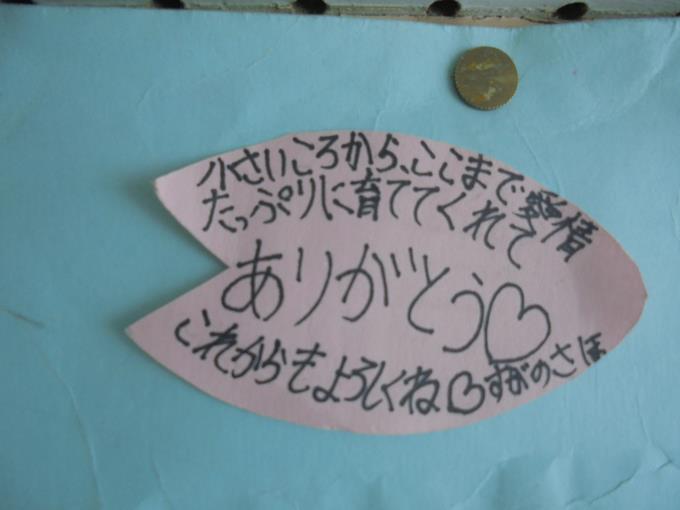 小さいころから、ここまで愛情
たっぷりに育ててくれて
ありがとう♡
これからもよろしくね♡すがのさほ